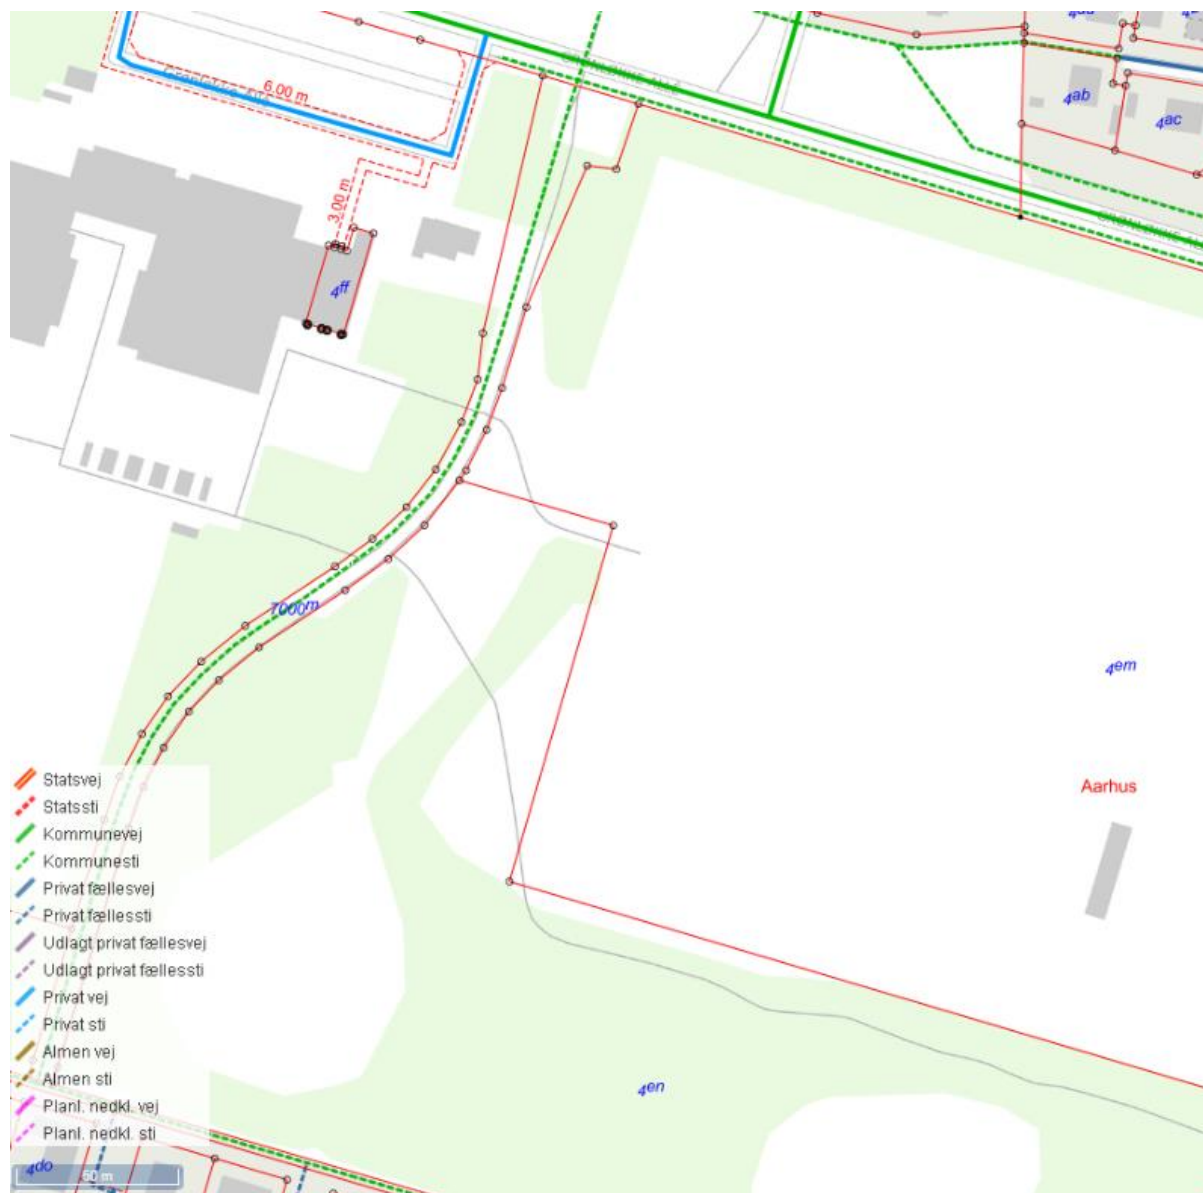 4ab
4ac
Grønløkke Allé
6.00 m
3.00 m
4ff
7000m
4em
Aarhus
Statsvej
Statssti
Kommunevej
Kommunesti
Privat fællesvej
Privat fællessti
Udlagt privat fællesvej
Udlagt privat fællessti
Privat vej
Privat sti
Almen vej
Almen sti
Planl. nedkl. vej
Planl. nedkl. sti
4en
4do
50 m